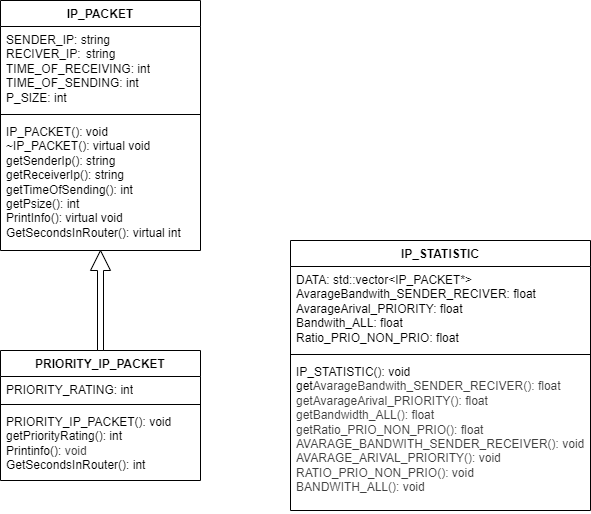 IP_PACKET
SENDER_IP: string
RECIVER_IP: string
TIME_OF_RECEIVING: int
TIME_OF_SENDING: int
P_SIZE: int
IP_PACKET(): void
~IP_PACKET(): virtual void
getSenderIp(): string
getReceiverIp(): string
getTimeOfSending(): int
getPsize(): int
PrintInfo(): virtual void
GetSecondsInRouter(): virtual int
PRIORITY_IP_PACKET
PRIORITY_RATING: int
PRIORITY_IP_PACKET(): void
getPriorityRating(): int
Printinfo(): void
GetSecondsInRouter(): int
IP_STATISTIC
DATA: std::vector<IP_PACKET*>
AvarageBandwith_SENDER_RECIVER: float
AvarageArival_PRIORITY: float
Bandwith_ALL: float
Ratio_PRIO_NON_PRIO: float
IP_STATISTIC(): void
getAvarageBandwith_SENDER_RECIVER(): float
getAvarageArival_PRIORITY(): float
getBandwidth_ALL(): float
getRatio_PRIO_NON_PRIO(): float
AVARAGE_BANDWITH_SENDER_RECEIVER(): void
AVARAGE_ARIVAL_PRIORITY(): void
RATIO_PRIO_NON_PRIO(): void
BANDWITH_ALL(): void